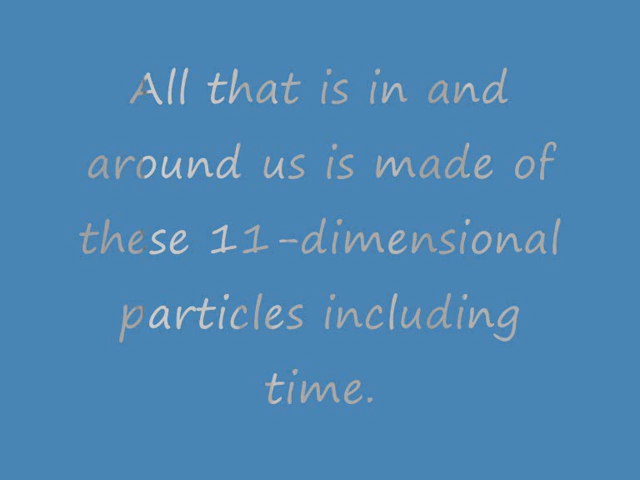 All that is in and
around us is made of
these 11-dimensional
particles including
time.